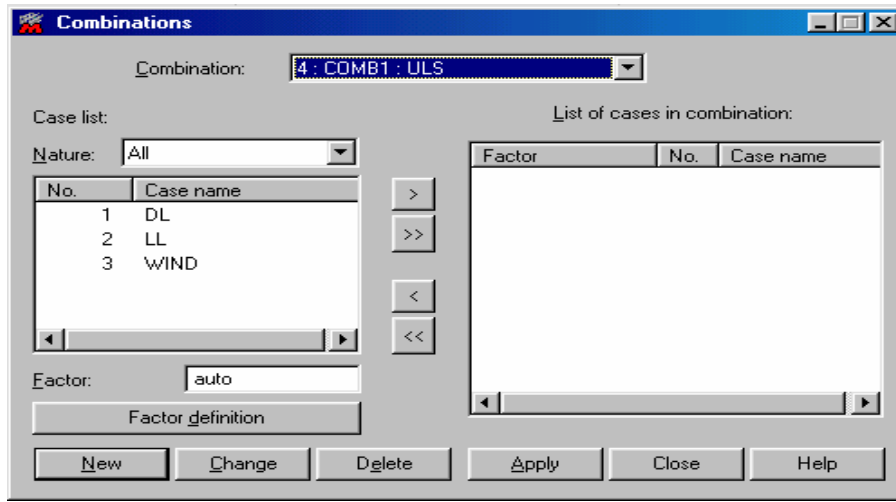 Combinations
Combination: 4 : COMB1 : ULS
Case list:
Nature: All
No. Case name
1 DL
2 LL
3 WIND
Factor: auto
Factor definition
>
>>
<
<<
List of cases in combination:
Factor No. Case name
New Change Delete Apply Close Help